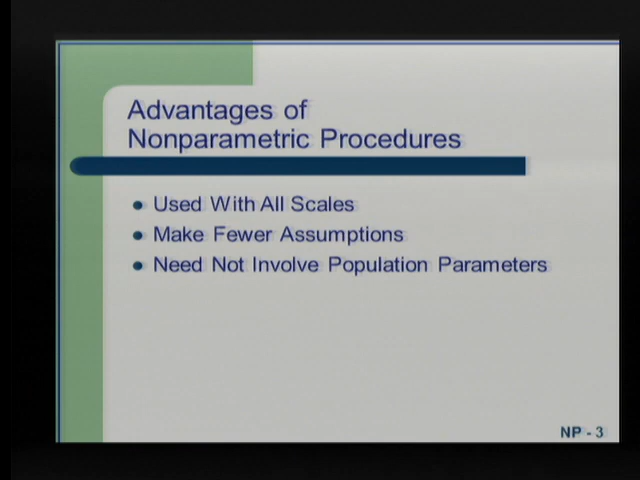 Advantages of
Nonparametric Procedures
Used With All Scales
Make Fewer Assumptions
Need Not Involve Population Parameters
NP - 3